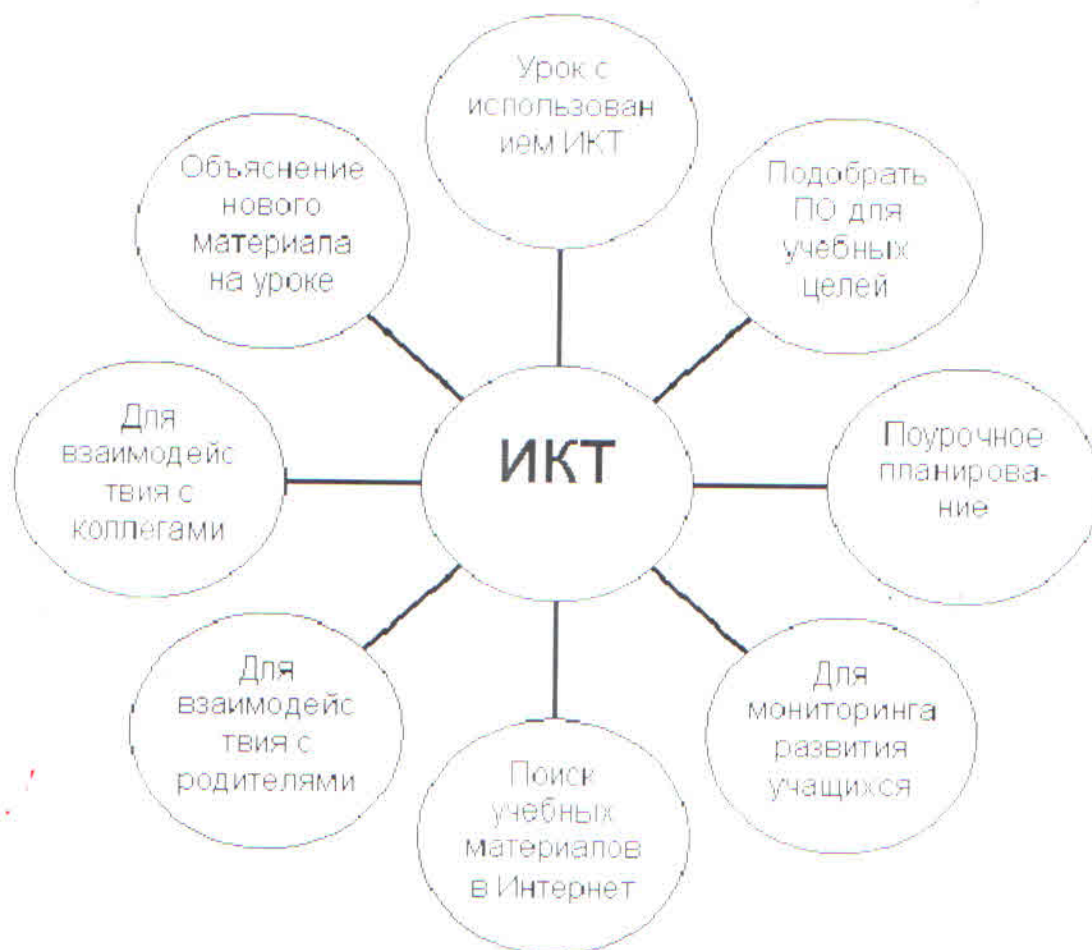 Урок с
использован
ием ИКТ
Подобрать
ПО для
учебных
целей
Поурочное
планирова-
ние
Для
мониторинга
развития
учащихся
Поиск
учебных
материалов
в Интернет
Для
взаимодейс
твия с
родителями
Для
взаимодейс
твия с
коллегами
Объяснение
нового
материала
на уроке
ИКТ